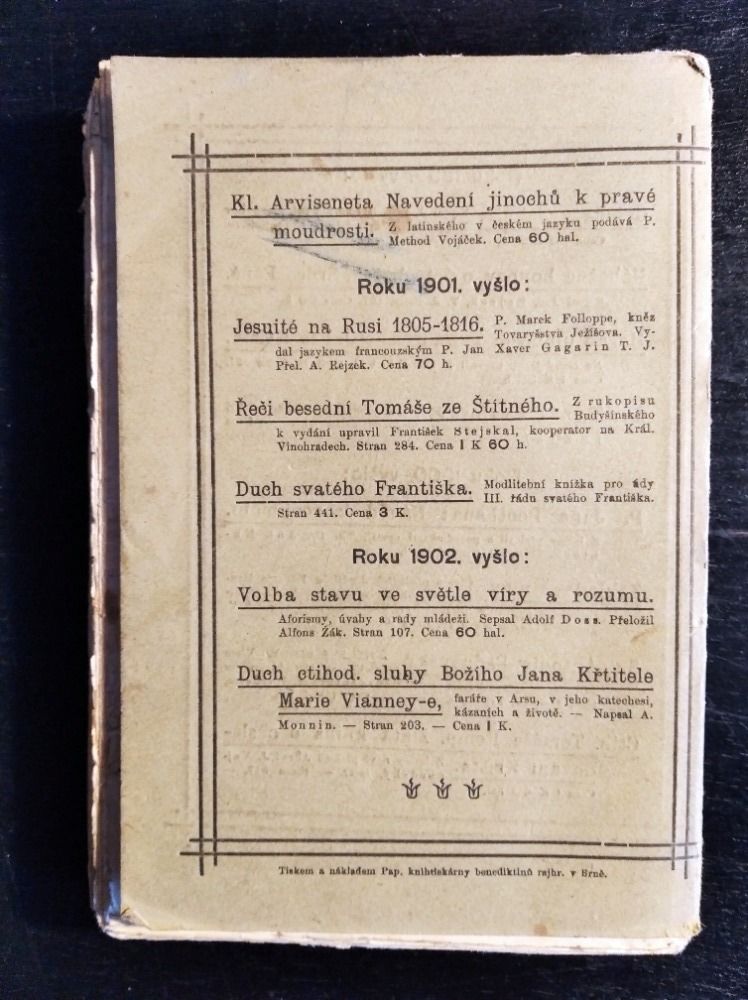 Kl. Arviseneta Navedení jinochů k pravé
moudrosti. Z latinského v českém jazyku podává P.
Method Vojáček. Cena 60 hal.
Roku 1901. vyšlo:
Jesuité na Rusi 1805-1816. P. Marek Folloppe, kněz
Tovaryšstva Ježíšova. Vy-
dal jazykem francouzským P. Jan Xaver Gagarin T. J.
Přel. A. Rejzek. Cena 70 h.
Řeči besední Tomáše ze Štítného. Z rukopisu
Budyšínského
k vydání upravil František Stejskal, kooperator na Král.
Vinohradech. Stran 284. Cena 1 K 60 h.
Duch svatého Františka. Modlitební knížka pro údy
III. řádu svatého Františka.
Stran 441. Cena 3 K.
Roku 1902. vyšlo:
Volba stavu ve světle víry a rozumu.
Aforismy, úvahy a rady mládeži. Sepsal Adolf Doss. Přeložil
Alfons Žák. Stran 107. Cena 60 hal.
Duch ctihod. sluhy Božího Jana Křtitele
Marie Vianney-e, faráře v Arsu, v jeho katechesi,
kázaních a životě. — Napsal A.
Monnin. — Stran 203. — Cena 1 K.
Tiskem a nákladem Pap. knihtiskárny benediktinů rajhr. v Brně.